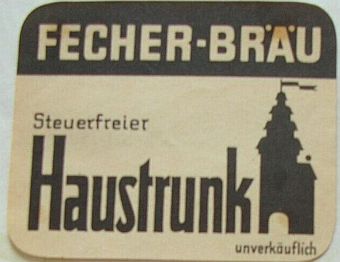 FECHER-BRÄU
Steuerfreier
Haustrunk
unverkäuflich